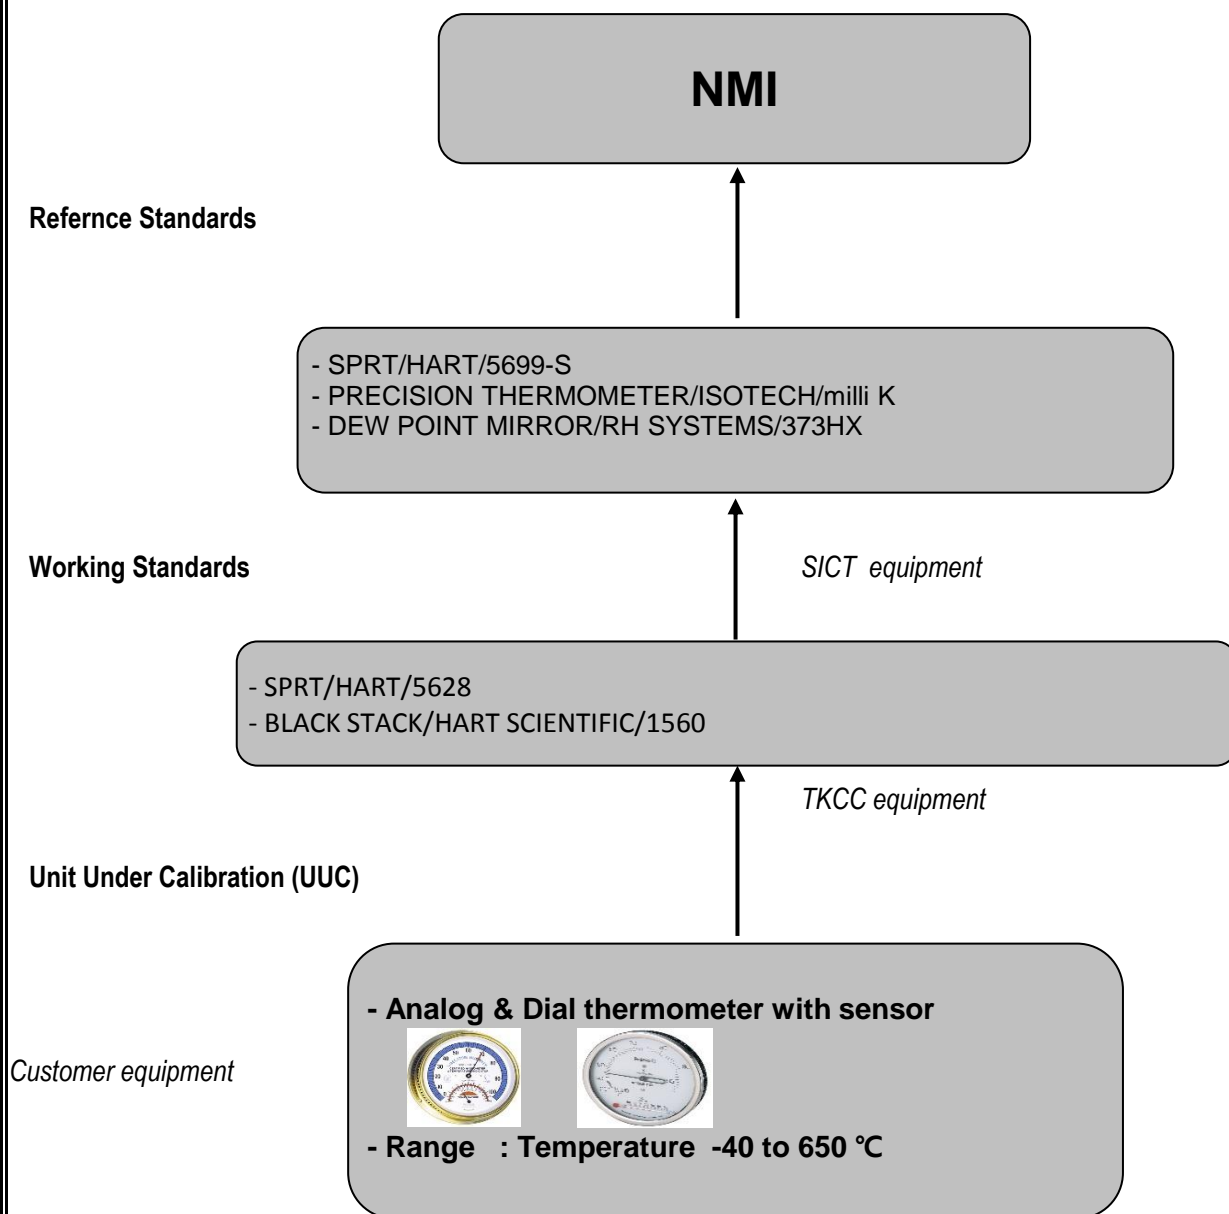 NMI
Refernce Standards
- SPRT/HART/5699-S
- PRECISION THERMOMETER/ISOTECH/milli K
- DEW POINT MIRROR/RH SYSTEMS/373HX
Working Standards
SICT equipment
- SPRT/HART/5628
- BLACK STACK/HART SCIENTIFIC/1560
TKCC equipment
Unit Under Calibration (UUC)
- Analog & Dial thermometer with sensor
Customer equipment
- Range : Temperature -40 to 650 ℃